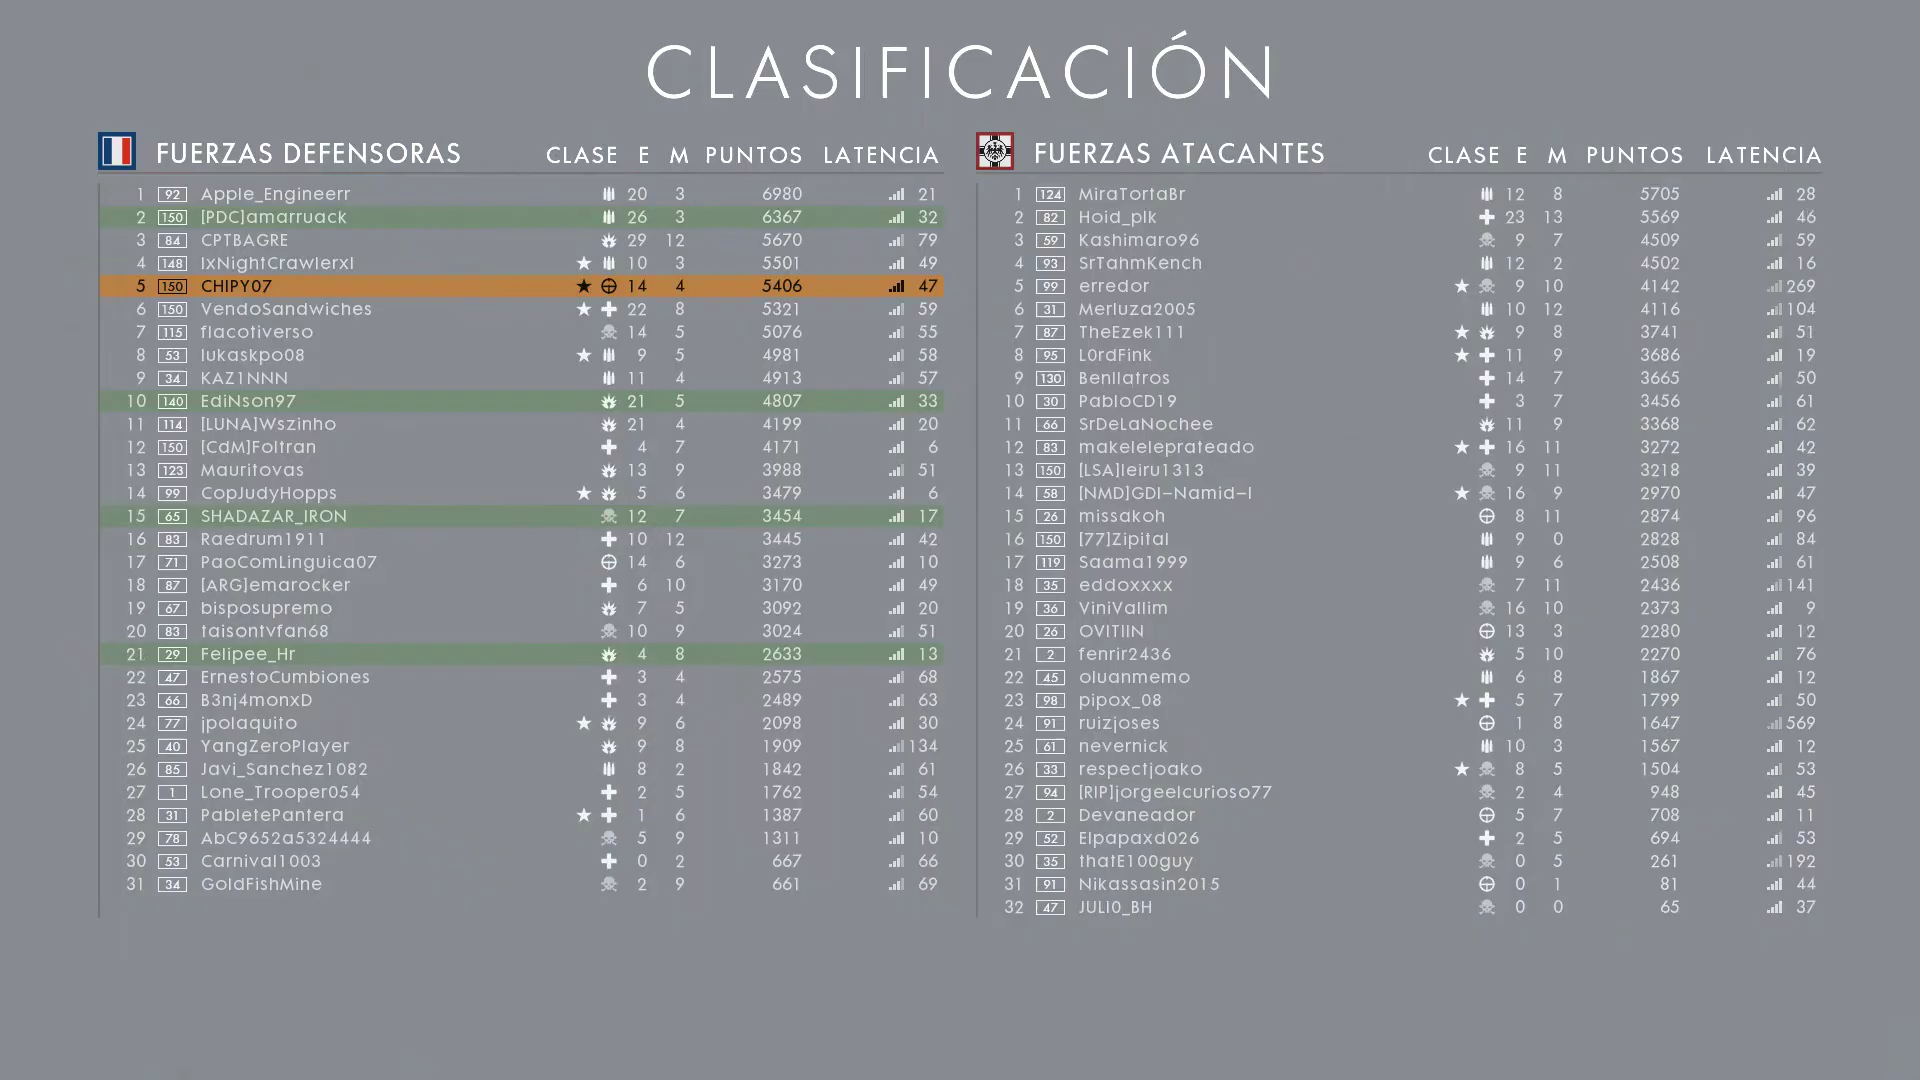 CLASIFICACIÓN
FUERZAS DEFENSORAS CLASE E M PUNTOS LATENCIA
1 92 Apple_Engineerr 20 3 6980 21
2 150 [PDC]amarruack 26 3 6367 32
3 84 CPTBAGRE 29 12 5670 79
4 148 IxNightCrawlerxI 10 3 5501 49
5 150 CHIPY07 14 4 5406 47
6 150 VendoSandwiches 22 8 5321 59
7 115 flacotiverso 14 5 5076 55
8 53 lukaskpo08 9 5 4981 58
9 34 KAZ1NNN 11 4 4913 57
10 140 EdiNson97 21 5 4807 33
11 114 [LUNA]Wszinho 21 4 4199 20
12 150 [CdM]Foltran 4 7 4171 6
13 123 Mauritovas 13 9 3988 51
14 99 CopJudyHopps 5 6 3479 6
15 65 SHADAZAR_IRON 12 7 3454 17
16 83 Raedrum1911 10 12 3445 42
17 71 PaoComLinguica07 14 6 3273 10
18 87 [ARG]emarocker 6 10 3170 49
19 67 bisposupremo 7 5 3092 20
20 83 taisontvfan68 10 9 3024 51
21 29 Felipee_Hr 4 8 2633 13
22 47 ErnestoCumbiones 3 4 2575 68
23 66 B3nj4monxD 3 4 2489 63
24 77 jpolaquito 9 6 2098 30
25 40 YangZeroPlayer 9 8 1909 134
26 85 Javi_Sanchez1082 8 2 1842 61
27 1 Lone_Trooper054 2 5 1762 54
28 31 PabletePantera 1 6 1387 60
29 78 AbC9652a5324444 5 9 1311 10
30 53 Carnival1003 0 2 667 66
31 34 GoldFishMine 2 9 661 69
FUERZAS ATACANTES CLASE E M PUNTOS LATENCIA
1 124 MiraTortaBr 12 8 5705 28
2 82 Hoid_plk 23 13 5569 46
3 59 Kashimaro96 9 7 4509 59
4 93 SrTahmKench 12 2 4502 16
5 99 erredor 9 10 4142 269
6 31 Merluza2005 10 12 4116 104
7 87 TheEzek111 9 8 3741 51
8 95 L0rdFink 11 9 3686 19
9 130 Benllatros 14 7 3665 50
10 30 PabloCD19 3 7 3456 61
11 66 SrDeLaNochee 11 9 3368 62
12 83 makeleleprateado 16 11 3272 42
13 150 [LSA]leiru1313 9 11 3218 39
14 58 [NMD]GDI-Namid-I 16 9 2970 47
15 26 missakoh 8 11 2874 96
16 150 [77]Zipital 9 0 2828 84
17 119 Saama1999 9 6 2508 61
18 35 eddoxxxx 7 11 2436 141
19 36 ViniVallim 16 10 2373 9
20 26 OVITIIN 13 3 2280 12
21 2 fenrir2436 5 10 2270 76
22 45 oluanmemo 6 8 1867 12
23 98 pipox_08 5 7 1799 50
24 91 ruizjoses 1 8 1647 569
25 61 nevernick 10 3 1567 12
26 33 respectjoako 8 5 1504 53
27 94 [RIP]jorgeelcurioso77 2 4 948 45
28 2 Devaneador 5 7 708 11
29 52 Elpapaxd026 2 5 694 53
30 35 thatE100guy 0 5 261 192
31 91 Nikassasin2015 0 1 81 44
32 47 JULI0_BH 0 0 65 37